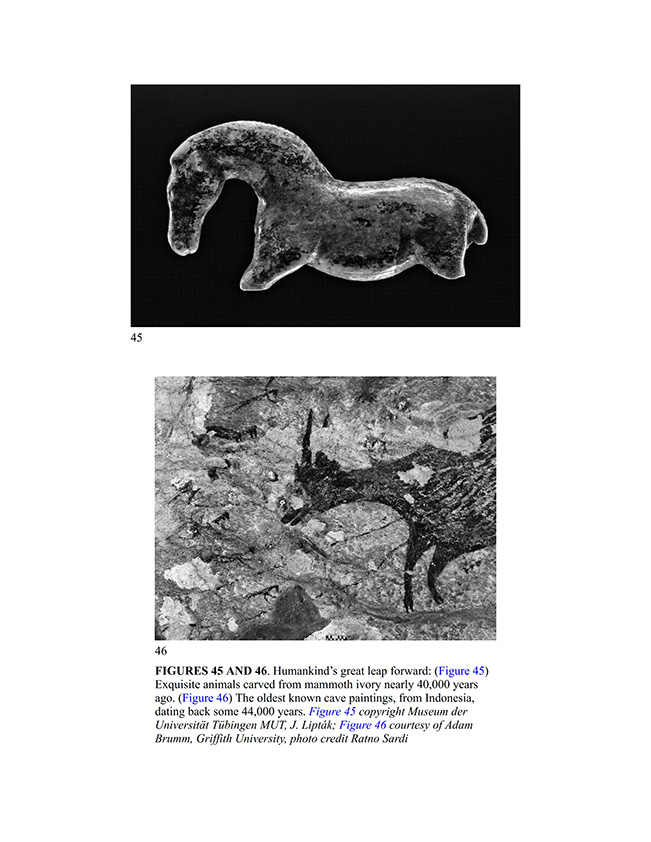 45
46
FIGURES 45 AND 46. Humankind’s great leap forward: (Figure 45)
Exquisite animals carved from mammoth ivory nearly 40,000 years
ago. (Figure 46) The oldest known cave paintings, from Indonesia,
dating back some 44,000 years. Figure 45 copyright Museum der
Universität Tübingen MUT, J. Lipták; Figure 46 courtesy of Adam
Brumm, Griffith University, photo credit Ratno Sardi